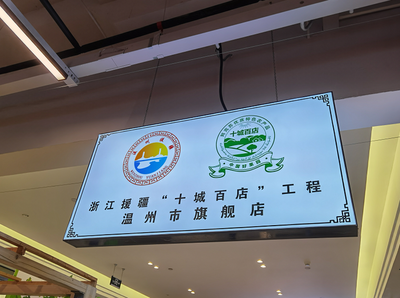 十城百店
浙江援疆“十城百店”工程
温州市旗舰店